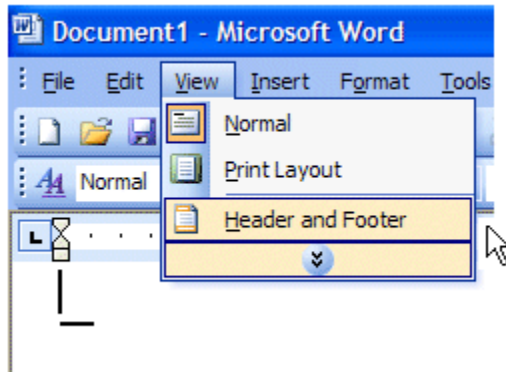 Document1 - Microsoft Word
File Edit View Insert Format Tools
Normal
Print Layout
Normal
Header and Footer